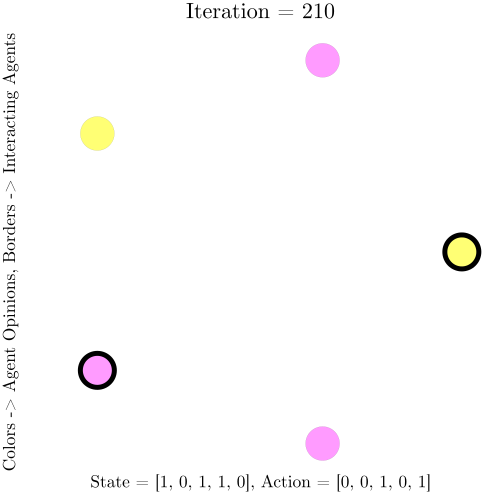 Iteration = 210
Colors -> Agent Opinions, Borders -> Interacting Agents
State = [1, 0, 1, 1, 0], Action = [0, 0, 1, 0, 1]